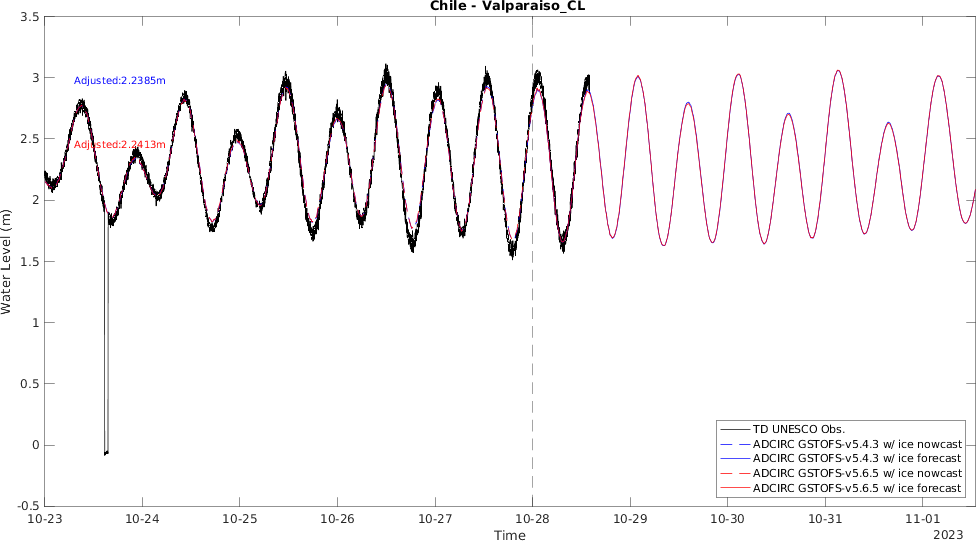 Chile - Valparaiso_CL
3.5
3
2.5
2
1.5
1
0.5
0
-0.5
Water Level (m)
Adjusted:2.2385m
Adjusted:2.2413m
TD UNESCO Obs.
ADCIRC GSTOFS-v5.4.3 w/ ice nowcast
ADCIRC GSTOFS-v5.4.3 w/ ice forecast
ADCIRC GSTOFS-v5.6.5 w/ ice nowcast
ADCIRC GSTOFS-v5.6.5 w/ ice forecast
10-23 10-24 10-25 10-26 10-27 10-28 10-29 10-30 10-31 11-01
Time
2023